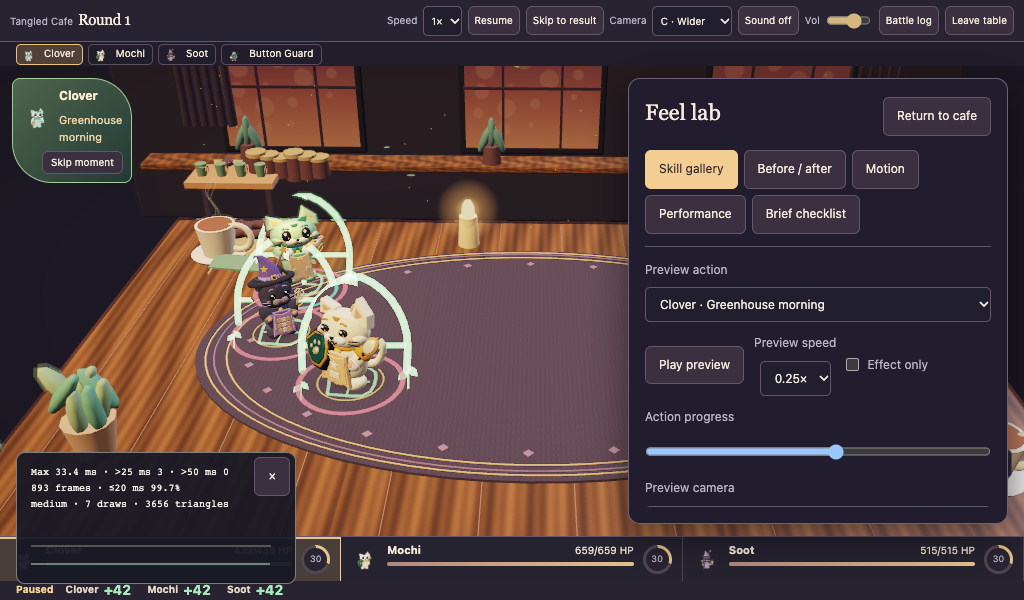 Tangled Cafe Round 1
Speed 1× Resume Skip to result Camera C · Wider Sound off Vol Battle log Leave table
Clover Mochi Soot Button Guard
Clover
Greenhouse
morning
Skip moment
Feel lab
Return to cafe
Skill gallery Before / after Motion
Performance Brief checklist
Preview action
Clover · Greenhouse morning
Play preview
Preview speed
0.25×
Effect only
Action progress
Preview camera
Max 33.4 ms · >25 ms 3 · >50 ms 0
893 frames · ≤20 ms 99.7%
medium · 7 draws · 3656 triangles
×
Clover 30
Mochi 659/659 HP 30
Soot 515/515 HP 30
Paused Clover +42 Mochi +42 Soot +42